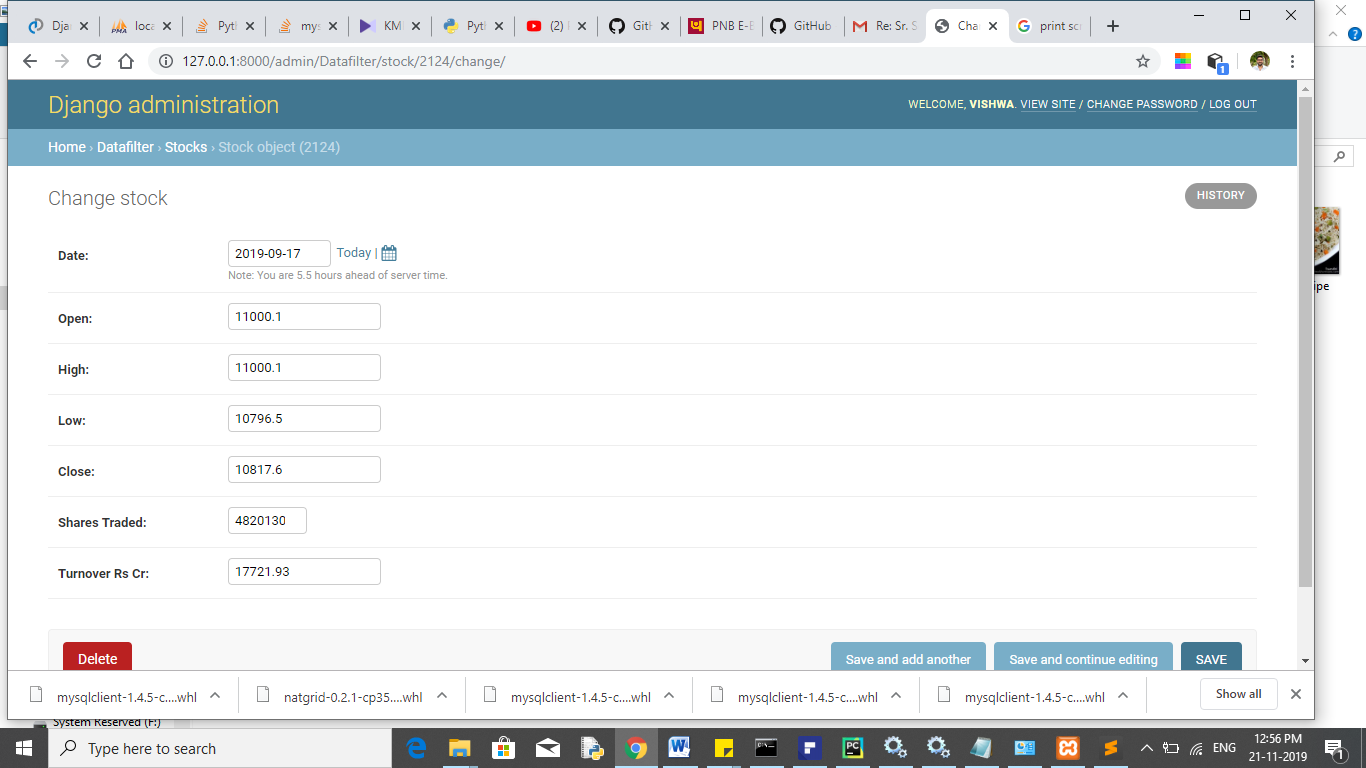 Dja
loca
PMA
Pyth
mys
KMI
Pyth
(2)
Gith
PNB E-B
GitHub
Re: Sr. S
Cha
print scr
127.0.0.1:8000/admin/Datafilter/stock/2124/change/
1
Django administration
WELCOME, VISHWA. VIEW SITE / CHANGE PASSWORD / LOG OUT
Home › Datafilter › Stocks › Stock object (2124)
Change stock
HISTORY
Date:
2019-09-17
Today |
Note: You are 5.5 hours ahead of server time.
Open:
11000.1
High:
11000.1
Low:
10796.5
Close:
10817.6
Shares Traded:
4820130
Turnover Rs Cr:
17721.93
Delete
Save and add another
Save and continue editing
SAVE
ipe
mysqlclient-1.4.5-c....whl
natgrid-0.2.1-cp35....whl
mysqlclient-1.4.5-c....whl
mysqlclient-1.4.5-c....whl
mysqlclient-1.4.5-c....whl
Show all
System Reserved (F:)
Type here to search
ENG
12:56 PM
21-11-2019
1